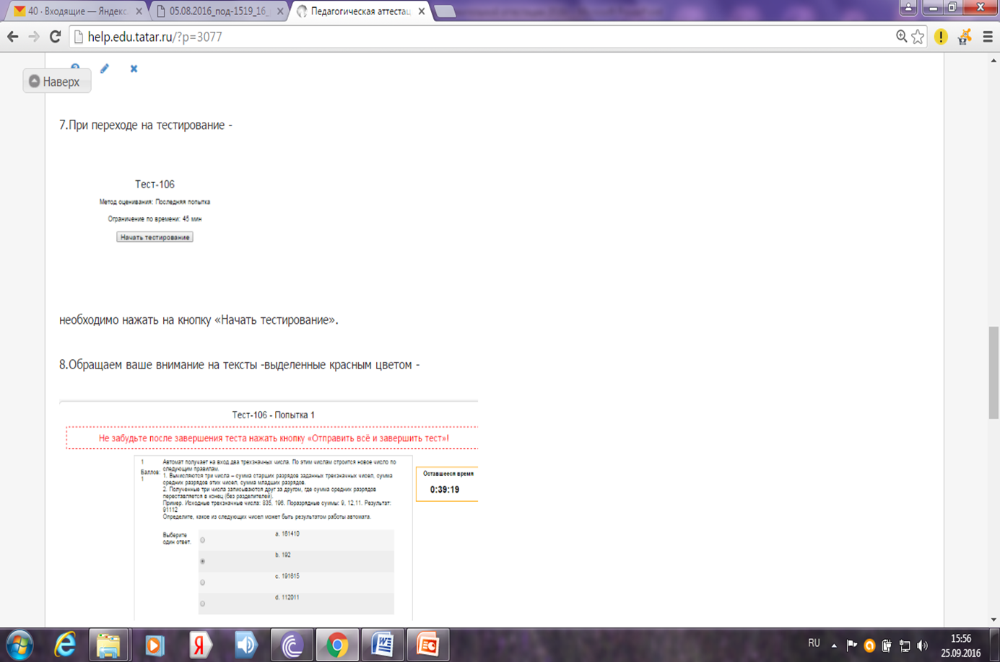 40 · Входящие — Яндекс.
05.08.2016_под-1519_16_
Педагогическая аттестац
help.edu.tatar.ru/?p=3077
Наверх
7.При переходе на тестирование -
Тест-106
Метод оценивания: Последняя попытка
Ограничение по времени: 45 мин
Начать тестирование
необходимо нажать на кнопку «Начать тестирование».
8.Обращаем ваше внимание на тексты -выделенные красным цветом -
Тест-106 - Попытка 1
Не забудьте после завершения теста нажать кнопку «Отправить всё и завершить тест»!
1
Баллов:
1
Автомат получает на вход два трехзначных числа. По этим числам строится новое число по
следующим правилам.
1. Вычисляются три числа – сумма старших разрядов заданных трехзначных чисел, сумма
средних разрядов этих чисел, сумма младших разрядов.
2. Полученные три числа записываются друг за другом, где сумма средних разрядов
переставляется в конец (без разделителей).
Пример. Исходные трехзначные числа: 835, 196. Поразрядные суммы: 9, 12,11. Результат:
91112
Определите, какое из следующих чисел может быть результатом работы автомата.
Оставшееся время
0:39:19
Выберите
один ответ.
a. 161410
b. 192
c. 191615
d. 112011
RU
15:56
25.09.2016